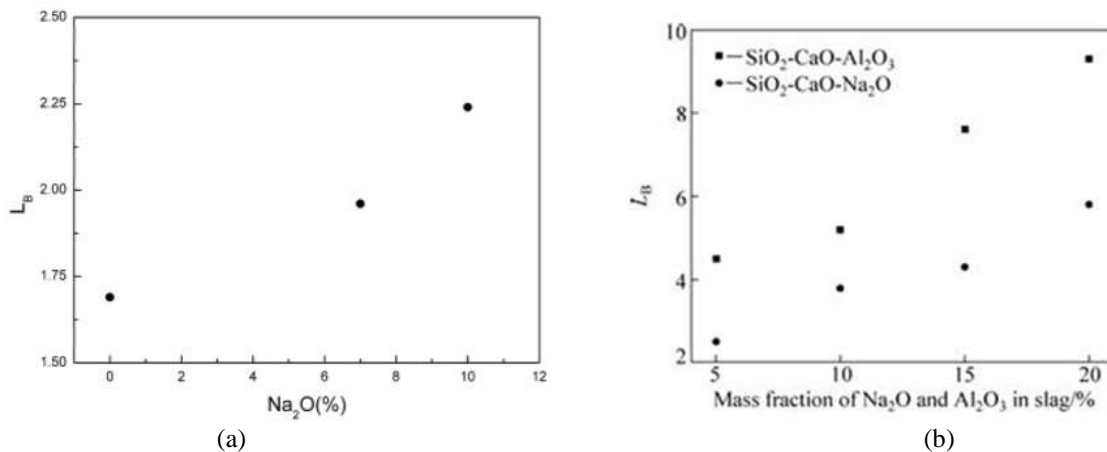 2.50
2.25
2.00
1.75
1.50
L_B
0 2 4 6 8 10 12
Na₂O(%)
(a)
10
8
6
4
2
L_B
■—SiO₂-CaO-Al₂O₃
●—SiO₂-CaO-Na₂O
5 10 15 20
Mass fraction of Na₂O and Al₂O₃ in slag/%
(b)